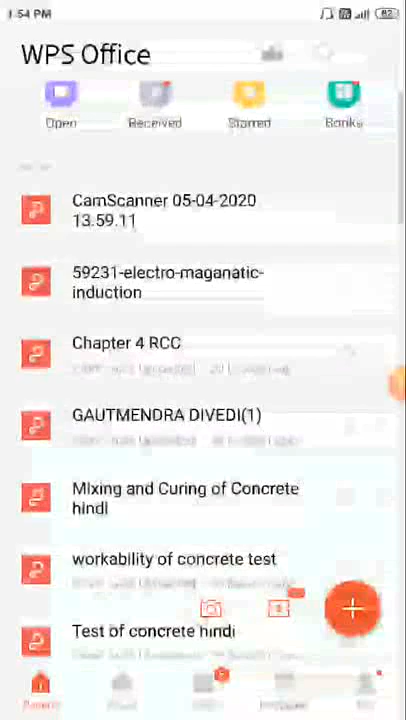 1:54 PM
82
WPS Office
Open
Received
Starred
Banks
CamScanner 05-04-2020
13.59.11
59231-electro-maganatic-
induction
Chapter 4 RCC
GAUTMENDRA DIVEDI(1)
MIxing and Curing of Concrete
hindi
workability of concrete test
Test of concrete hindi